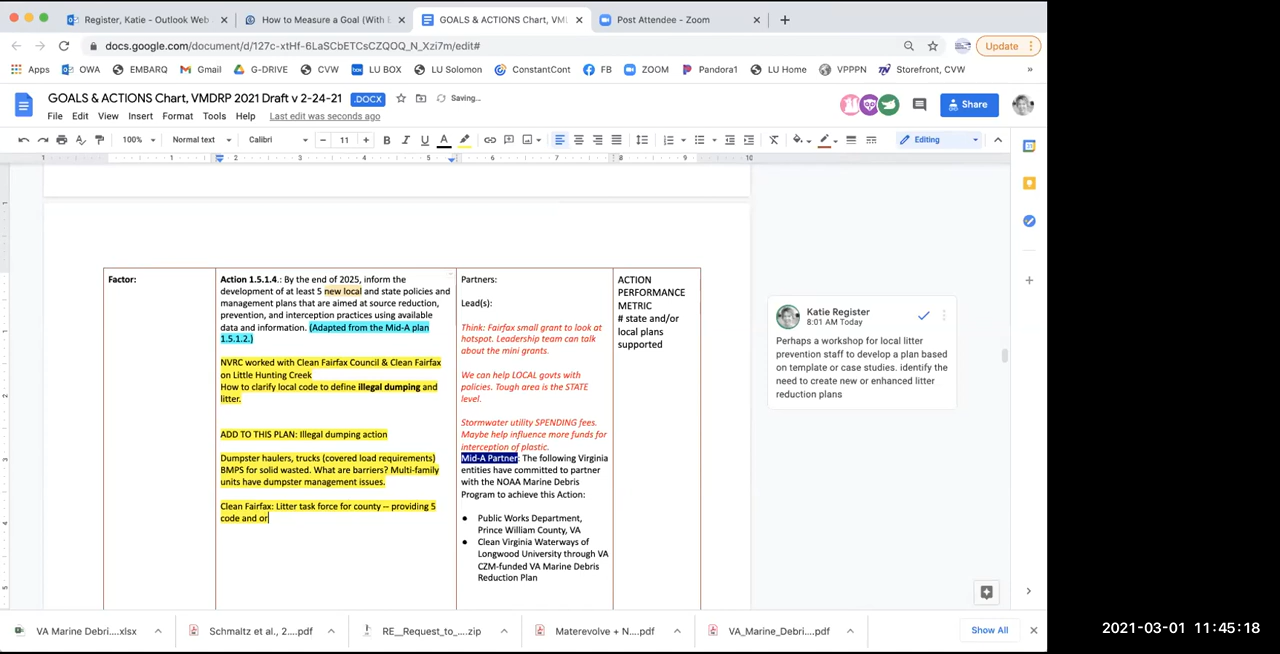 Register, Katie - Outlook Web
How to Measure a Goal (With E
GOALS & ACTIONS Chart, VM
Post Attendee - Zoom
docs.google.com/document/d/127c-xtHf-6LaSCbETCsCZQOQ_N_Xzi7m/edit#
Update
Apps
OWA
EMBARQ
Gmail
G-DRIVE
CVW
LU BOX
LU Solomon
ConstantCont
FB
ZOOM
Pandora1
LU Home
VPPPN
Storefront, CVW
»
GOALS & ACTIONS Chart, VMDRP 2021 Draft v 2-24-21
.DOCX
Saving...
File Edit View Insert Format Tools Help
Last edit was seconds ago
Share
100%
Normal text
Calibri
11
B I U A
Editing
1 1 2 3 4 5 6 7 8 9 10
Factor:
Action 1.5.1.4.: By the end of 2025, inform the
development of at least 5 new local and state policies and
management plans that are aimed at source reduction,
prevention, and interception practices using available
data and information. (Adapted from the Mid-A plan
1.5.1.2.)
NVRC worked with Clean Fairfax Council & Clean Fairfax
on Little Hunting Creek
How to clarify local code to define illegal dumping and
litter.
ADD TO THIS PLAN: Illegal dumping action
Dumpster haulers, trucks (covered load requirements)
BMPS for solid wasted. What are barriers? Multi-family
units have dumpster management issues.
Clean Fairfax: Litter task force for county -- providing 5
code and or
Partners:
Lead(s):
Think: Fairfax small grant to look at
hotspot. Leadership team can talk
about the mini grants.
We can help LOCAL govts with
policies. Tough area is the STATE
level.
Stormwater utility SPENDING fees.
Maybe help influence more funds for
interception of plastic.
Mid-A Partner: The following Virginia
entities have committed to partner
with the NOAA Marine Debris
Program to achieve this Action:
● Public Works Department,
Prince William County, VA
● Clean Virginia Waterways of
Longwood University through VA
CZM-funded VA Marine Debris
Reduction Plan
ACTION
PERFORMANCE
METRIC
# state and/or
local plans
supported
Katie Register
8:01 AM Today
Perhaps a workshop for local litter
prevention staff to develop a plan based
on template or case studies. identify the
need to create new or enhanced litter
reduction plans
VA Marine Debri....xlsx
Schmaltz et al., 2....pdf
RE__Request_to_....zip
Materevolve + N....pdf
VA_Marine_Debri....pdf
Show All
2021-03-01 11:45:18